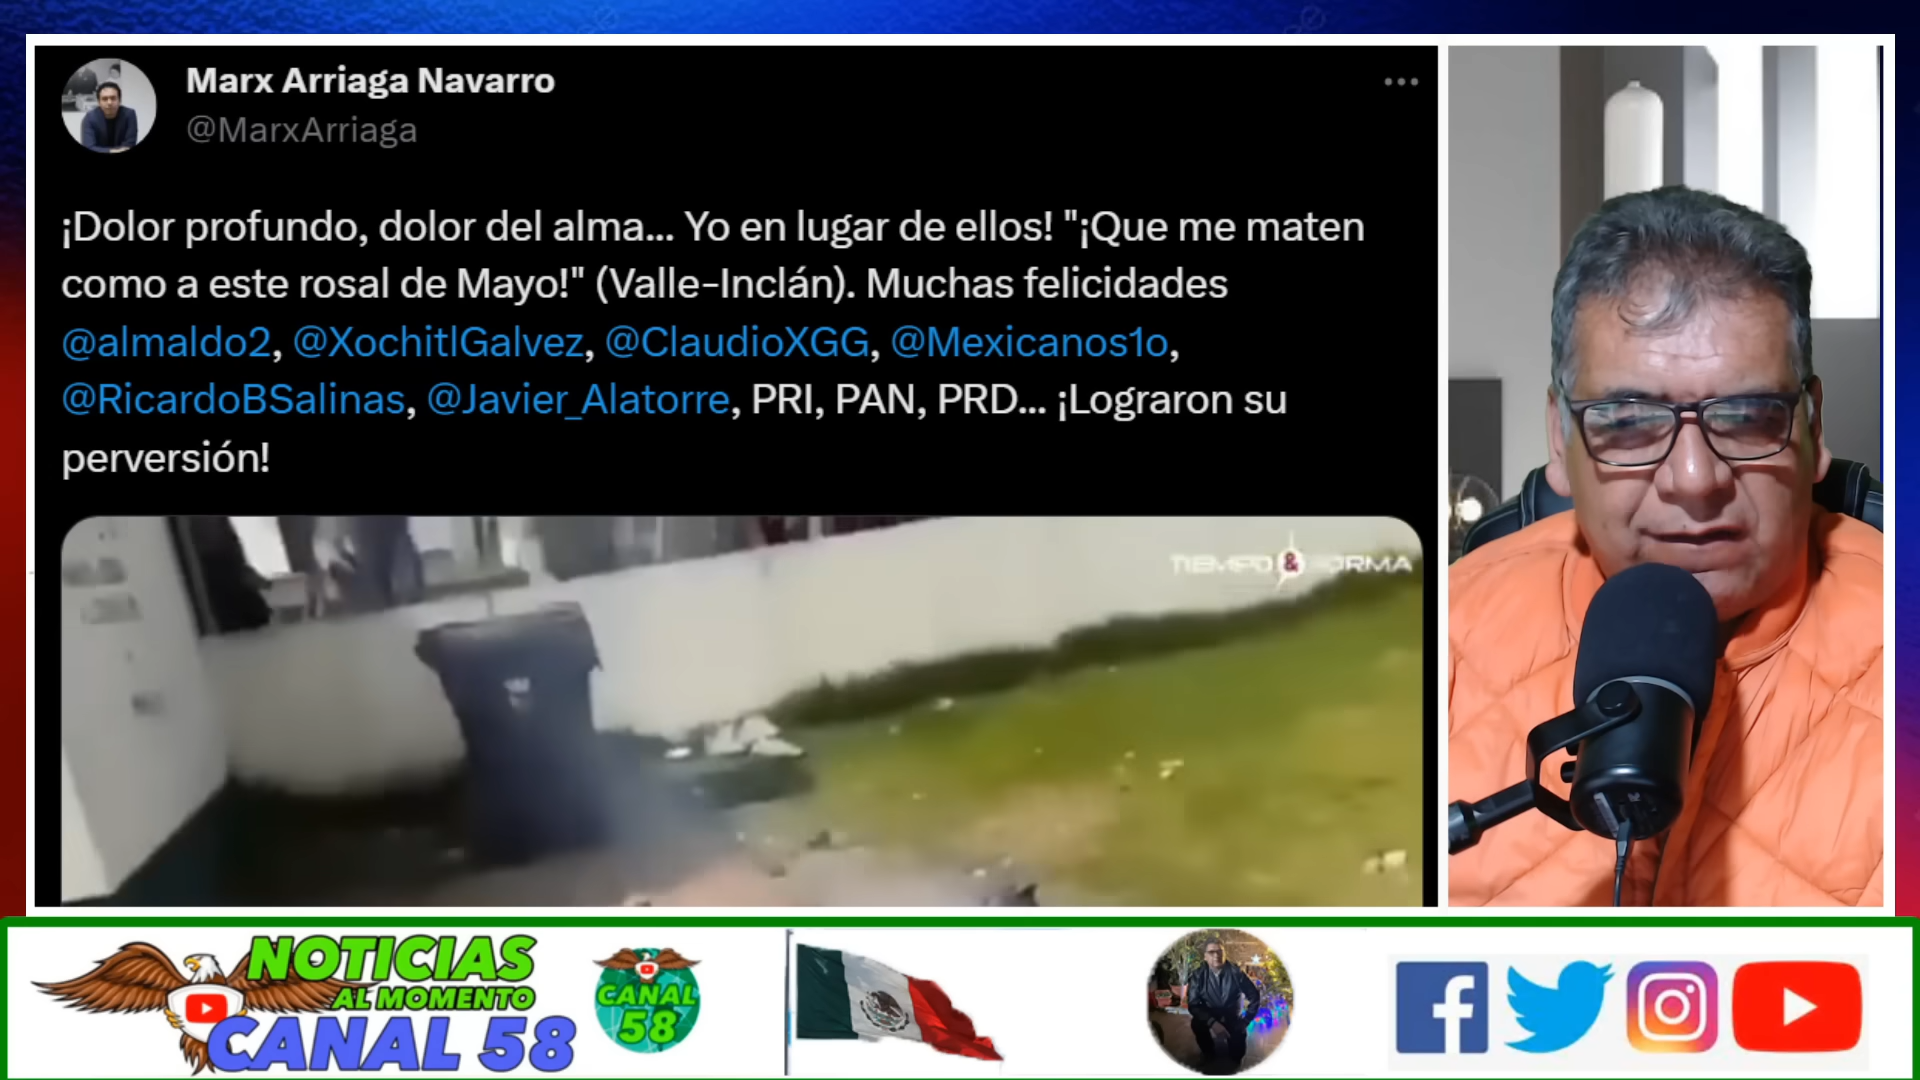 Marx Arriaga Navarro
@MarxArriaga
¡Dolor profundo, dolor del alma... Yo en lugar de ellos! "¡Que me maten
como a este rosal de Mayo!" (Valle-Inclán). Muchas felicidades
@almaldo2, @XochitlGalvez, @ClaudioXGG, @Mexicanos1o,
@RicardoBSalinas, @Javier_Alatorre, PRI, PAN, PRD... ¡Lograron su
perversión!
TIEMPO & FORMA
NOTICIAS
AL MOMENTO
CANAL 58
CANAL
58